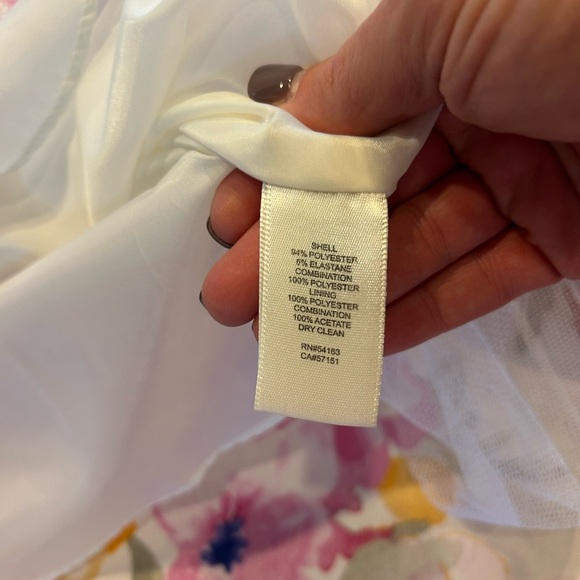 SHELL
94% POLYESTER
6% ELASTANE
COMBINATION
100% POLYESTER
LINING
100% POLYESTER
COMBINATION
100% ACETATE
DRY CLEAN
RN#54163
CA#57151